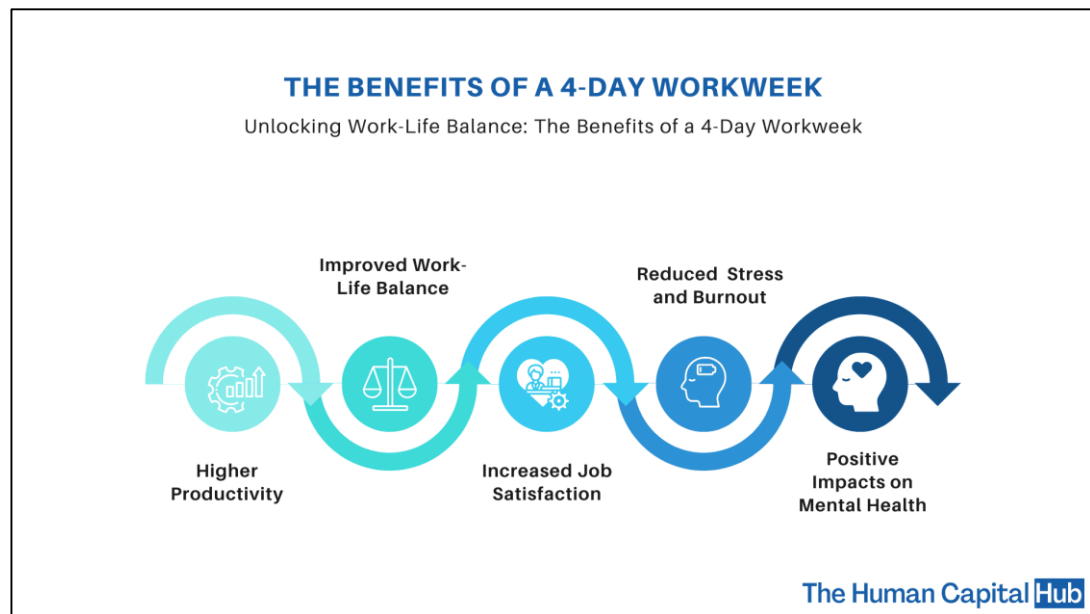 THE BENEFITS OF A 4-DAY WORKWEEK
Unlocking Work-Life Balance: The Benefits of a 4-Day Workweek
Higher
Productivity
Improved Work-
Life Balance
Increased Job
Satisfaction
Reduced Stress
and Burnout
Positive
Impacts on
Mental Health
The Human Capital Hub